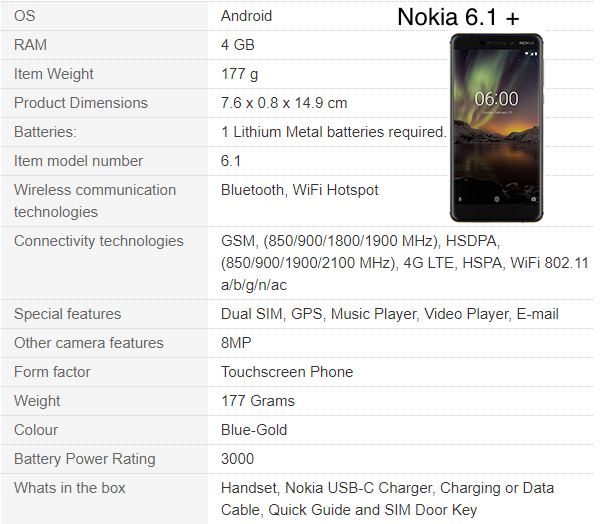 Nokia 6.1 +
OS Android
RAM 4 GB
Item Weight 177 g
Product Dimensions 7.6 x 0.8 x 14.9 cm
Batteries: 1 Lithium Metal batteries required.
Item model number 6.1
Wireless communication technologies Bluetooth, WiFi Hotspot
Connectivity technologies GSM, (850/900/1800/1900 MHz), HSDPA,
(850/900/1900/2100 MHz), 4G LTE, HSPA, WiFi 802.11
a/b/g/n/ac
Special features Dual SIM, GPS, Music Player, Video Player, E-mail
Other camera features 8MP
Form factor Touchscreen Phone
Weight 177 Grams
Colour Blue-Gold
Battery Power Rating 3000
Whats in the box Handset, Nokia USB-C Charger, Charging or Data
Cable, Quick Guide and SIM Door Key
NOKIA
06:00